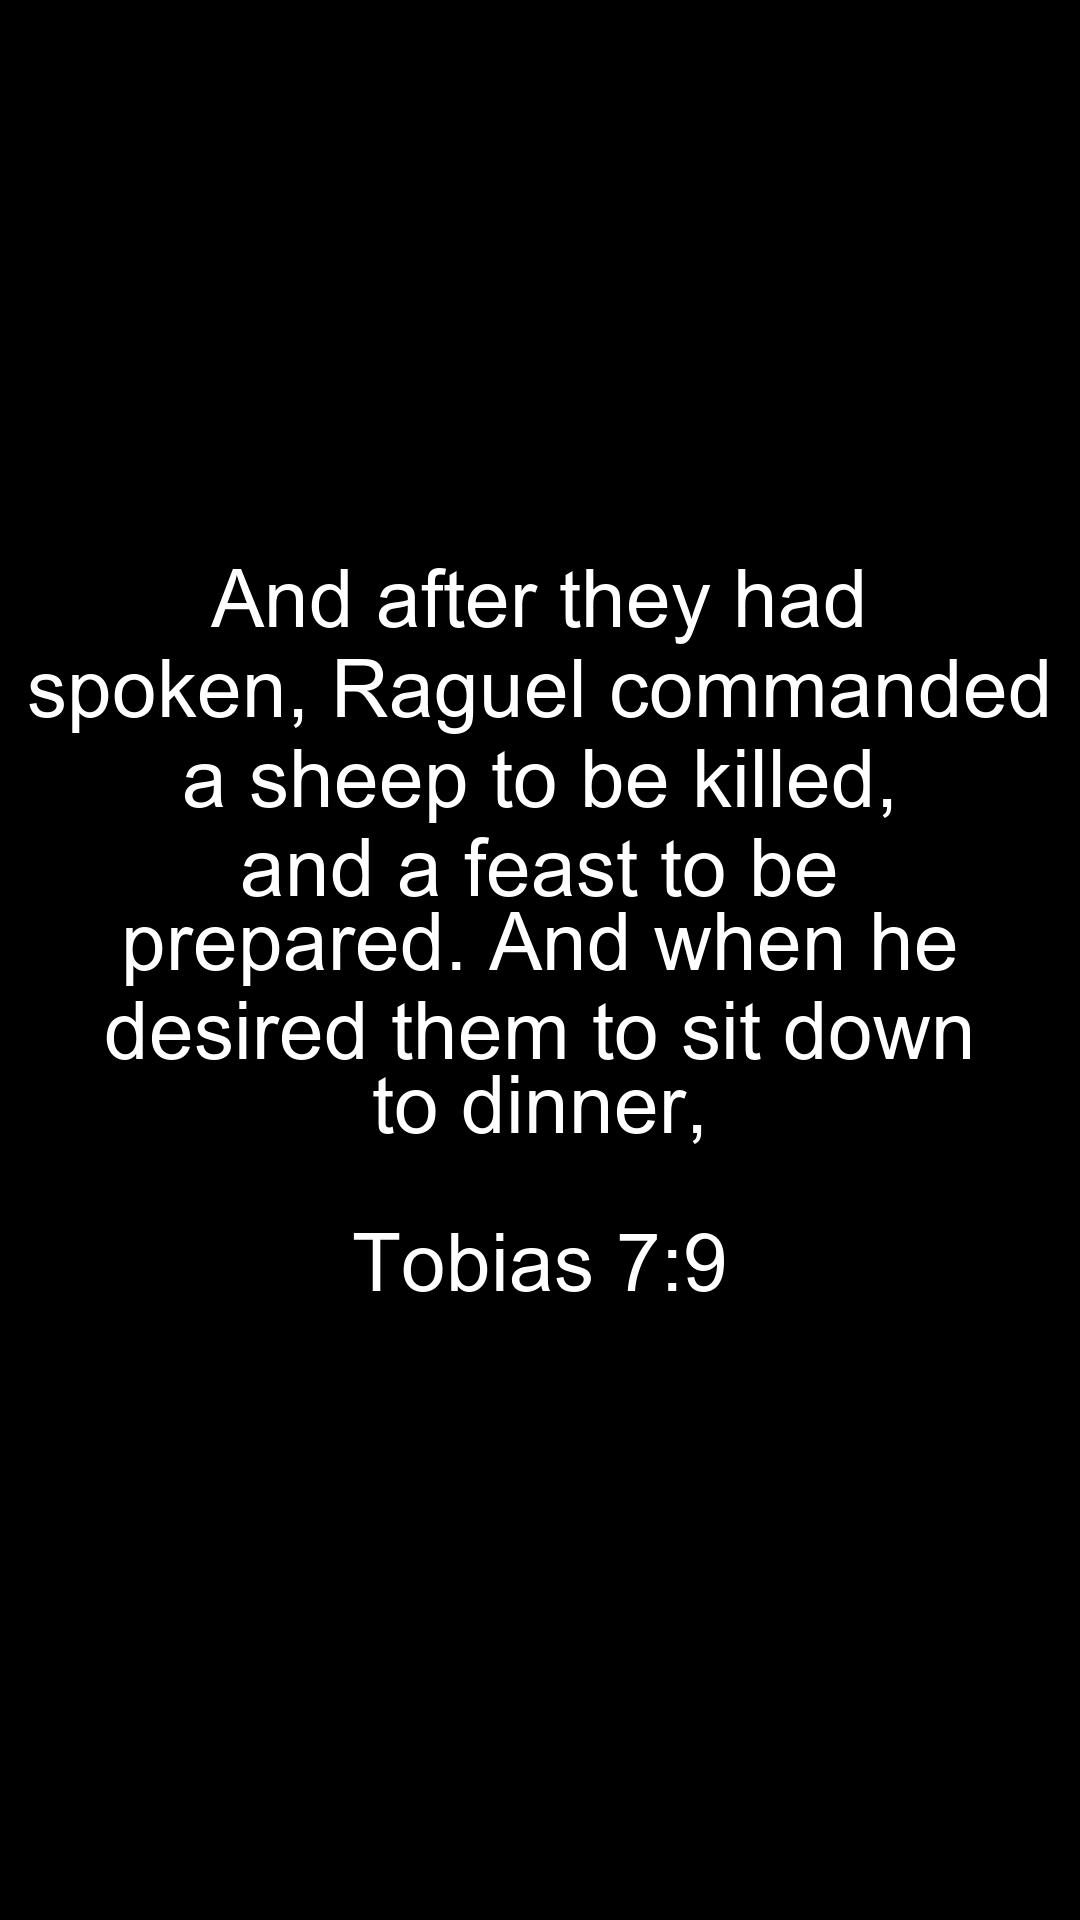 And after they had
spoken, Raguel commanded
a sheep to be killed,
and a feast to be
prepared. And when he
desired them to sit down
to dinner,
Tobias 7:9